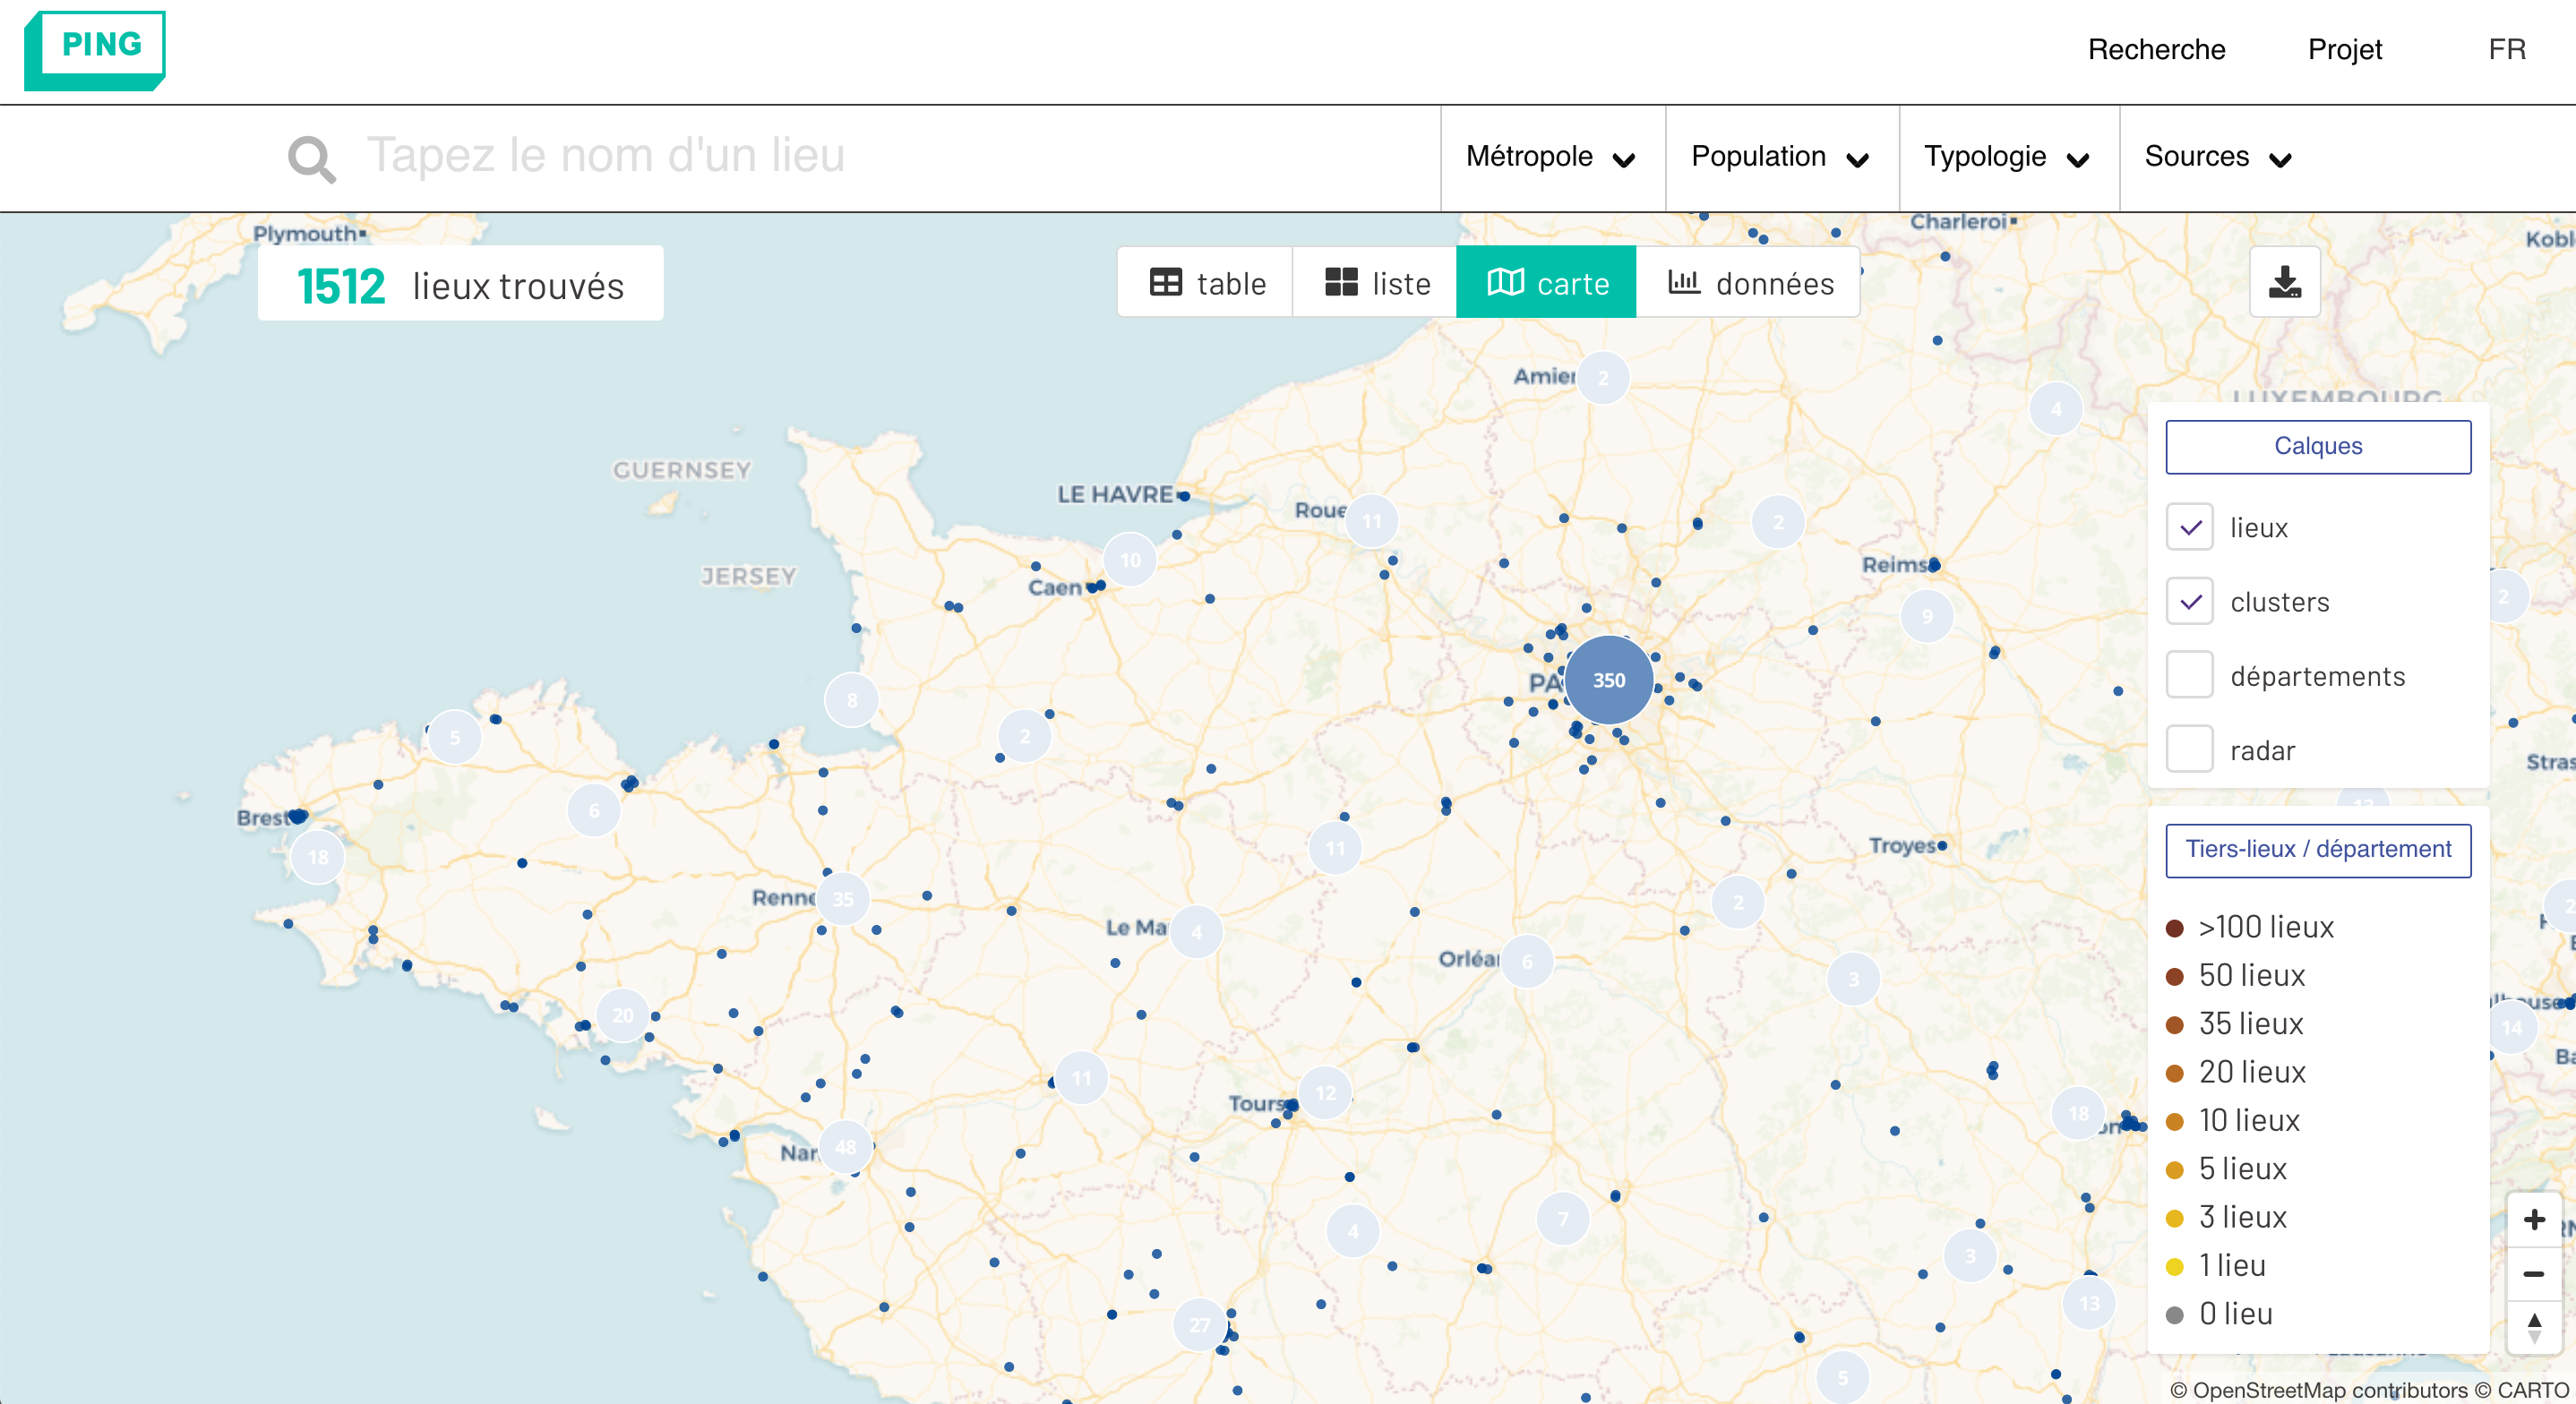 PING
Recherche
Projet
FR
Tapez le nom d'un lieu
Métropole
Population
Typologie
Sources
Plymouth
Charleroi
Kobl
1512 lieux trouvés
table
liste
carte
données
Amien
2
4
LUXEMBOURG
GUERNSEY
LE HAVRE
Roue
11
2
10
JERSEY
Caen
Reims
9
2
PA
350
8
5
2
Stras
Brest
18
6
11
Troyes
Renne
35
Le Ma
4
2
Orléa
6
3
20
14
Ba
11
Tours
12
18
on
Nan
48
4
7
3
27
13
5
Calques
lieux
clusters
départements
radar
Tiers-lieux / département
>100 lieux
50 lieux
35 lieux
20 lieux
10 lieux
5 lieux
3 lieux
1 lieu
0 lieu
© OpenStreetMap contributors © CARTO